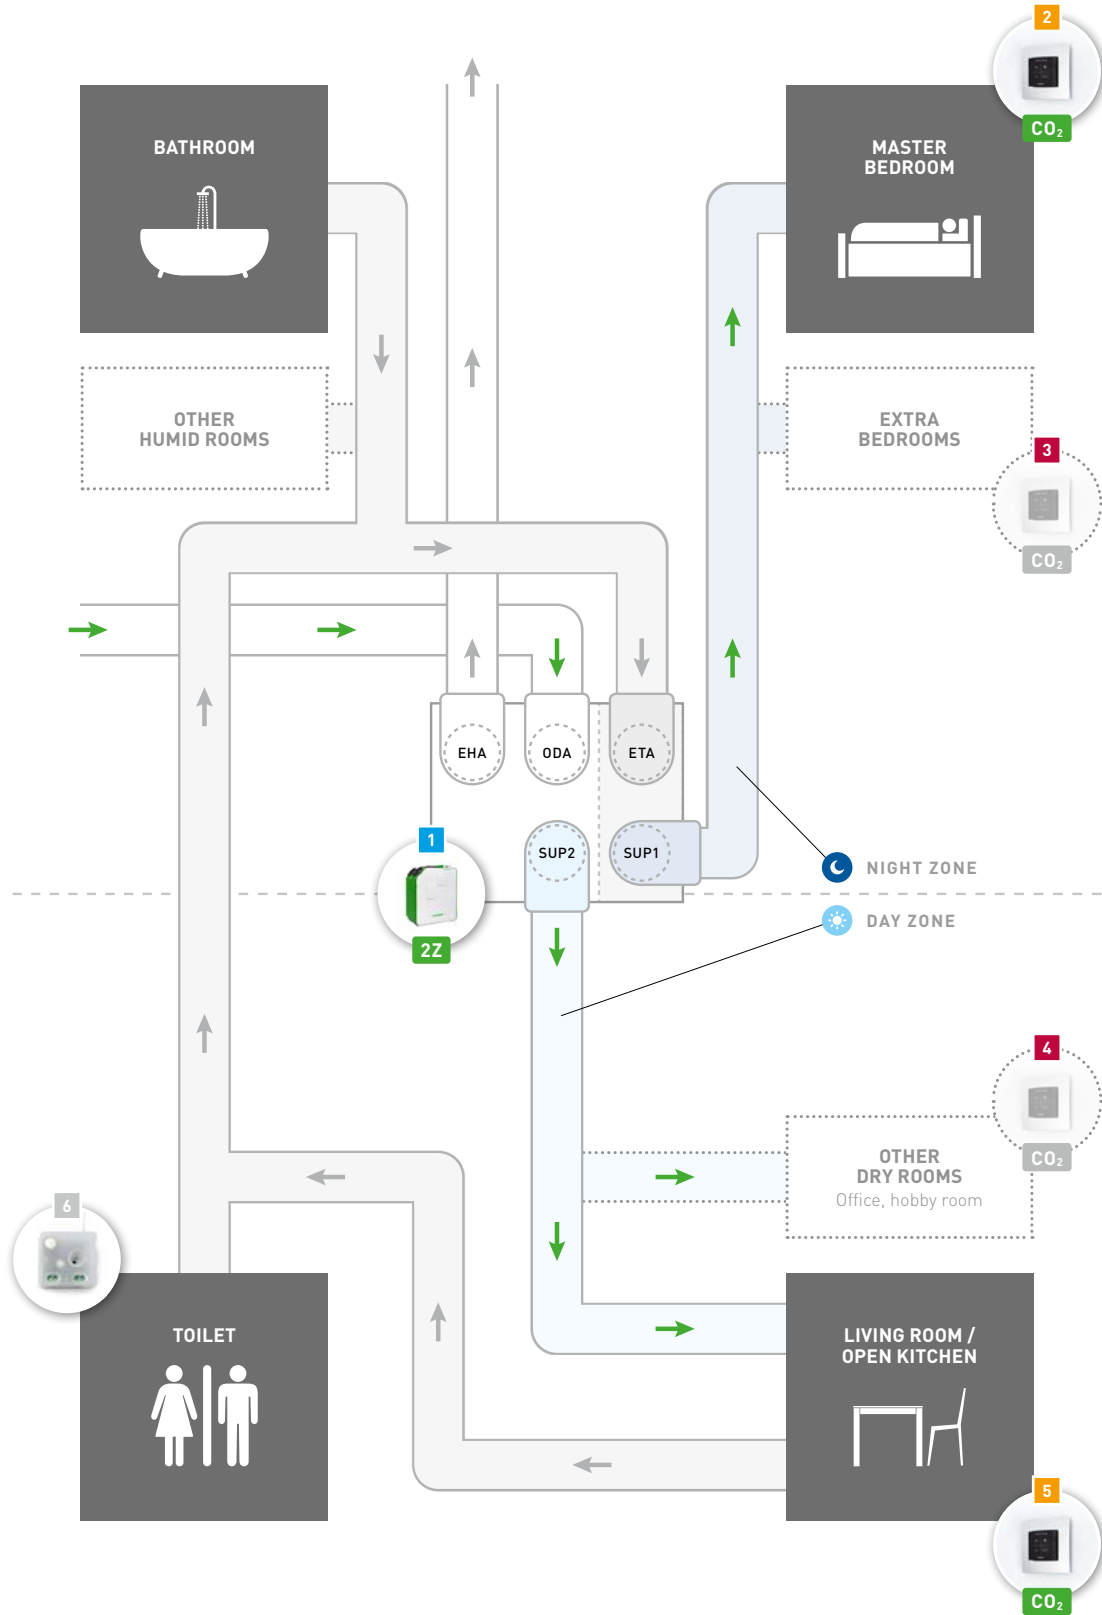 2
CO₂
BATHROOM
MASTER
BEDROOM
OTHER
HUMID ROOMS
EXTRA
BEDROOMS
3
CO₂
EHA
ODA
ETA
1
SUP2
SUP1
2Z
NIGHT ZONE
DAY ZONE
4
CO₂
OTHER
DRY ROOMS
Office, hobby room
6
TOILET
LIVING ROOM /
OPEN KITCHEN
5
CO₂